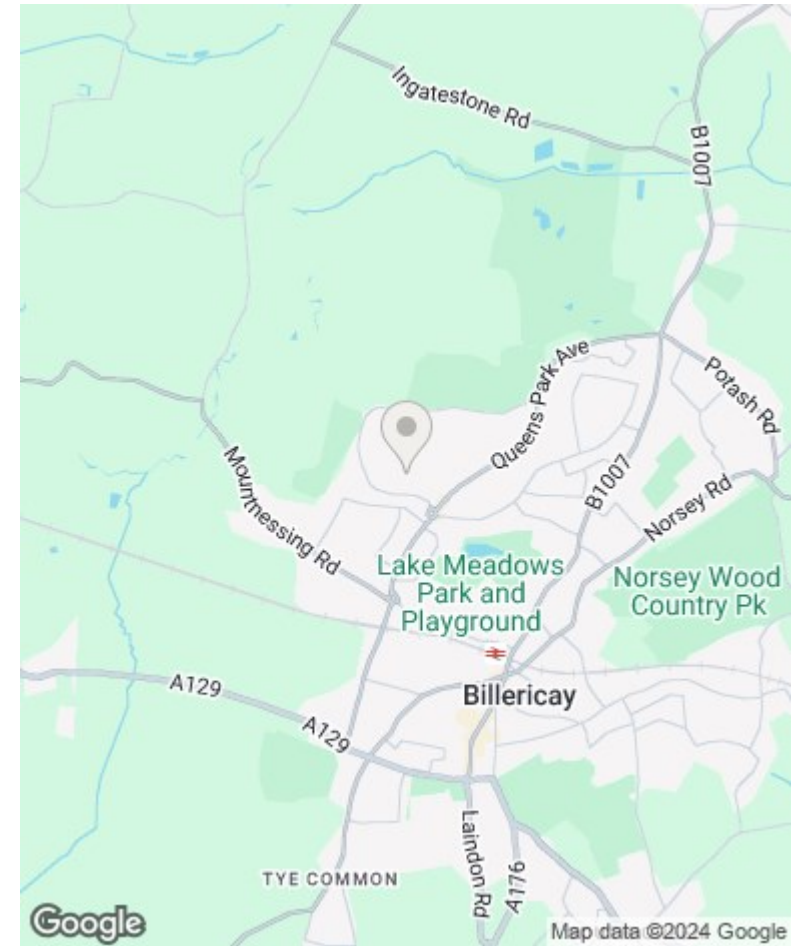 Ingatestone Rd
B1007
Queens Park Ave
Potash Rd
B1007
Mountnessing Rd
Norsey Rd
Lake Meadows
Park and
Playground
Norsey Wood
Country Pk
A129
Billericay
A129
Laindon Rd
A176
TYE COMMON
Google
Map data ©2024 Google